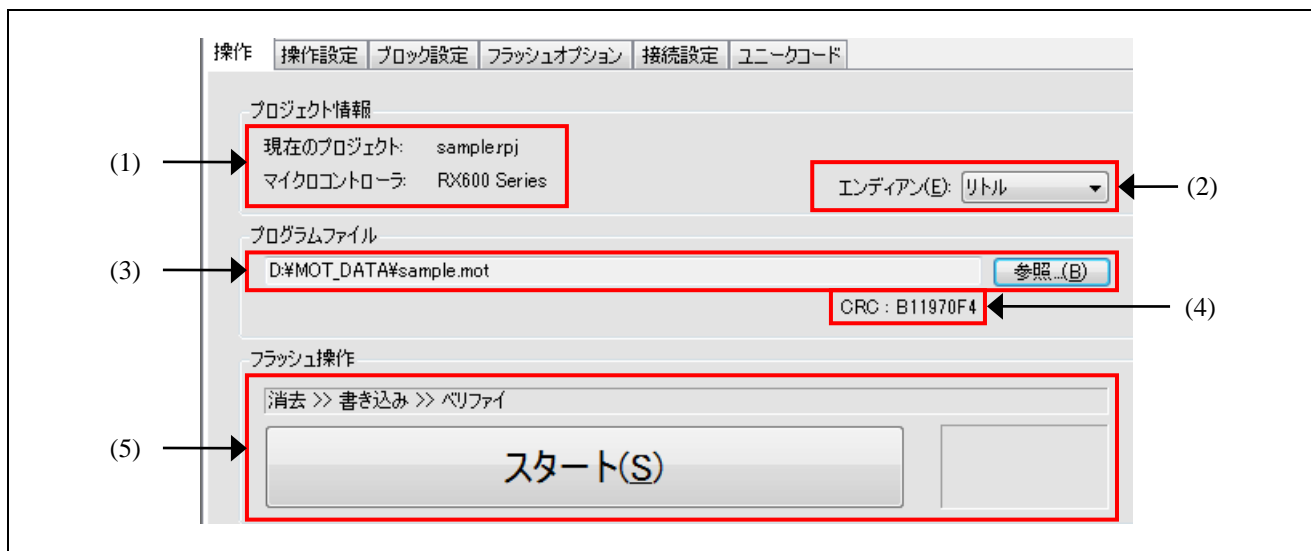 操作 操作設定 ブロック設定 フラッシュオプション 接続設定 ユニークコード
プロジェクト情報
(1)
現在のプロジェクト: sample.rpj
マイクロコントローラ: RX600 Series
エンディアン(E): リトル
(2)
プログラムファイル
(3)
D:¥MOT_DATA¥sample.mot
参照...(B)
CRC : B11970F4
(4)
フラッシュ操作
消去 >> 書き込み >> ベリファイ
(5)
スタート(S)